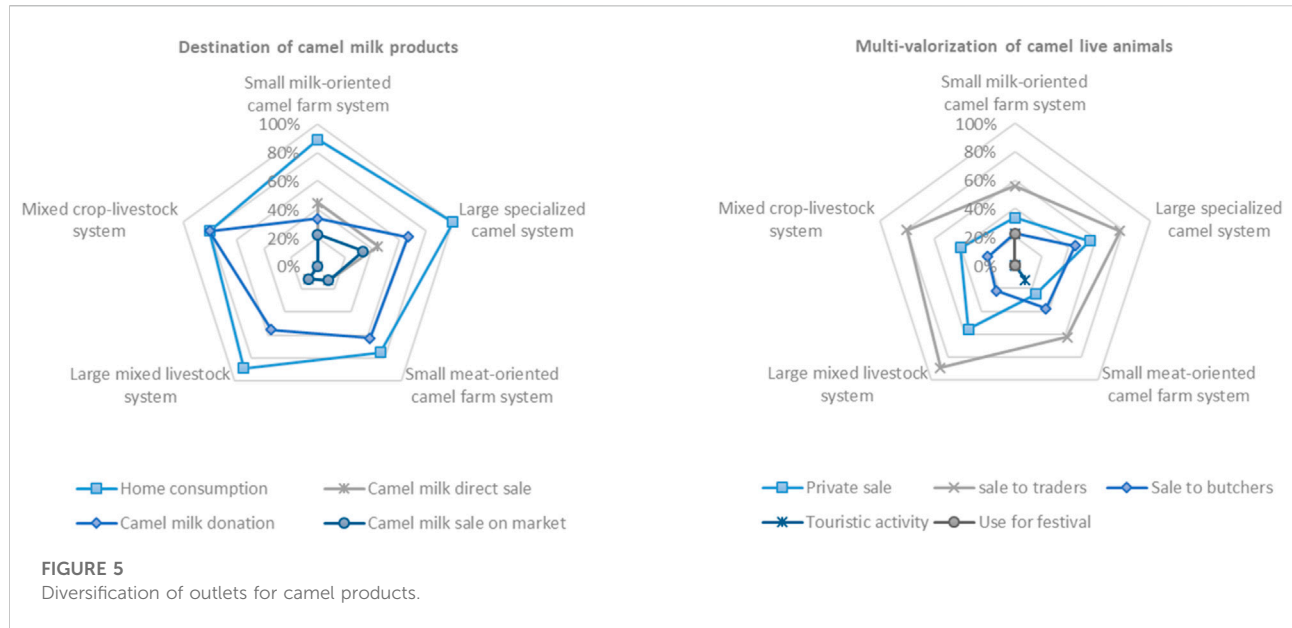 Destination of camel milk products
Small milk-oriented
camel farm system
100%
80%
60%
40%
20%
0%
Mixed crop-livestock
system
Large specialized
camel system
Large mixed livestock
system
Small meat-oriented
camel farm system
Home consumption
Camel milk direct sale
Camel milk donation
Camel milk sale on market
Multi-valorization of camel live animals
Small milk-oriented
camel farm system
100%
80%
60%
40%
20%
0%
Mixed crop-livestock
system
Large specialized
camel system
Large mixed livestock
system
Small meat-oriented
camel farm system
Private sale
sale to traders
Sale to butchers
Touristic activity
Use for festival
FIGURE 5
Diversification of outlets for camel products.